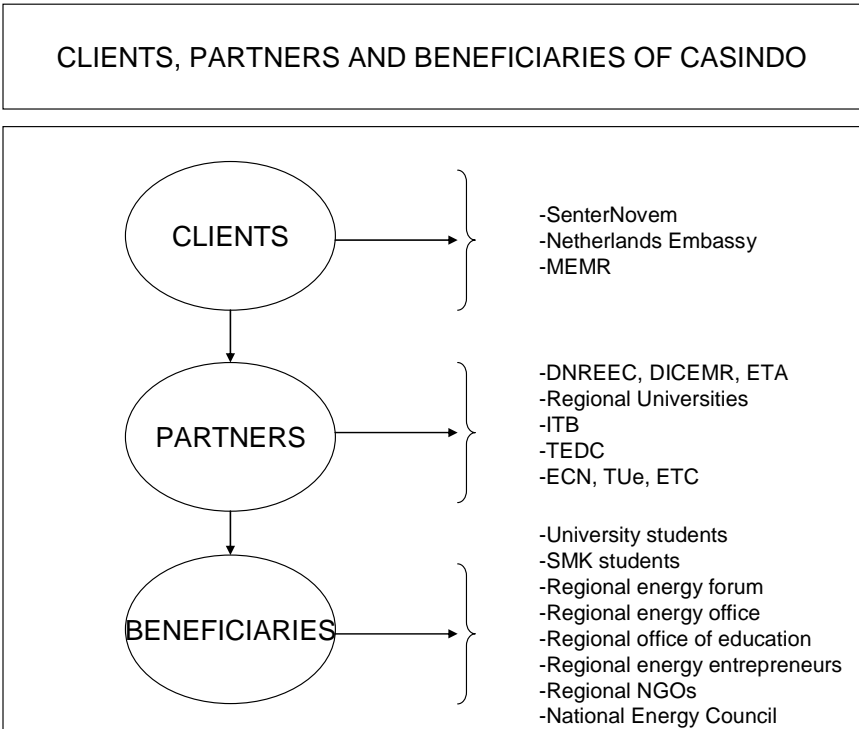 CLIENTS, PARTNERS AND BENEFICIARIES OF CASINDO
CLIENTS
-SenterNovem
-Netherlands Embassy
-MEMR
PARTNERS
-DNREEC, DICEMR, ETA
-Regional Universities
-ITB
-TEDC
-ECN, TUe, ETC
BENEFICIARIES
-University students
-SMK students
-Regional energy forum
-Regional energy office
-Regional office of education
-Regional energy entrepreneurs
-Regional NGOs
-National Energy Council